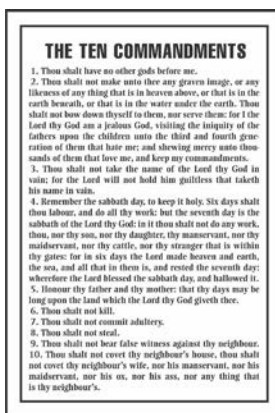 THE TEN COMMANDMENTS
1. Thou shalt have no other gods before me.
2. Thou shalt not make unto thee any graven image, or any
likeness of any thing that is in heaven above, or that is in the
earth beneath, or that is in the water under the earth. Thou
shalt not bow down thyself to them, nor serve them: for I the
Lord thy God am a jealous God, visiting the iniquity of the
fathers upon the children unto the third and fourth gene-
ration of them that hate me; and shewing mercy unto thou-
sands of them that love me, and keep my commandments.
3. Thou shalt not take the name of the Lord thy God in
vain; for the Lord will not hold him guiltless that taketh
his name in vain.
4. Remember the sabbath day, to keep it holy. Six days shalt
thou labour, and do all thy work: but the seventh day is the
sabbath of the Lord thy God: in it thou shalt not do any work,
thou, nor thy son, nor thy daughter, thy manservant, nor thy
maidservant, nor thy cattle, nor thy stranger that is within
thy gates: for in six days the Lord made heaven and earth,
the sea, and all that in them is, and rested the seventh day:
wherefore the Lord blessed the sabbath day, and hallowed it.
5. Honour thy father and thy mother: that thy days may be
long upon the land which the Lord thy God giveth thee.
6. Thou shalt not kill.
7. Thou shalt not commit adultery.
8. Thou shalt not steal.
9. Thou shalt not bear false witness against thy neighbour.
10. Thou shalt not covet thy neighbour's house, thou shalt
not covet thy neighbour's wife, nor his manservant, nor his
maidservant, nor his ox, nor his ass, nor any thing that
is thy neighbour's.